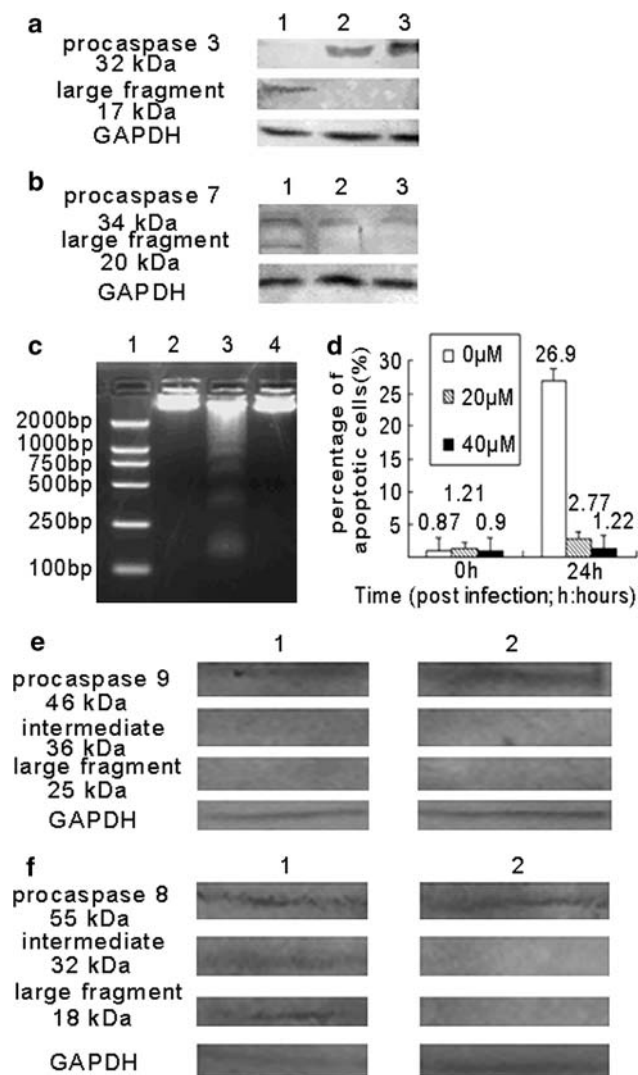 a
1 2 3
procaspase 3
32 kDa
large fragment
17 kDa
GAPDH
b
procaspase 7
1 2 3
34 kDa
large fragment
20 kDa
GAPDH
c
1 2 3 4
2000bp
1000bp
750bp
500bp
250bp
100bp
d
percentage of
apoptotic cells(%)
30
25
20
15
10
5
0µM
20µM
40µM
26.9
0.87
1.21
0.9
2.77
1.22
0h
24h
Time (post infection; h:hours)
e
1 2
procaspase 9
46 kDa
intermediate
36 kDa
large fragment
25 kDa
GAPDH
f
1 2
procaspase 8
55 kDa
intermediate
32 kDa
large fragment
18 kDa
GAPDH